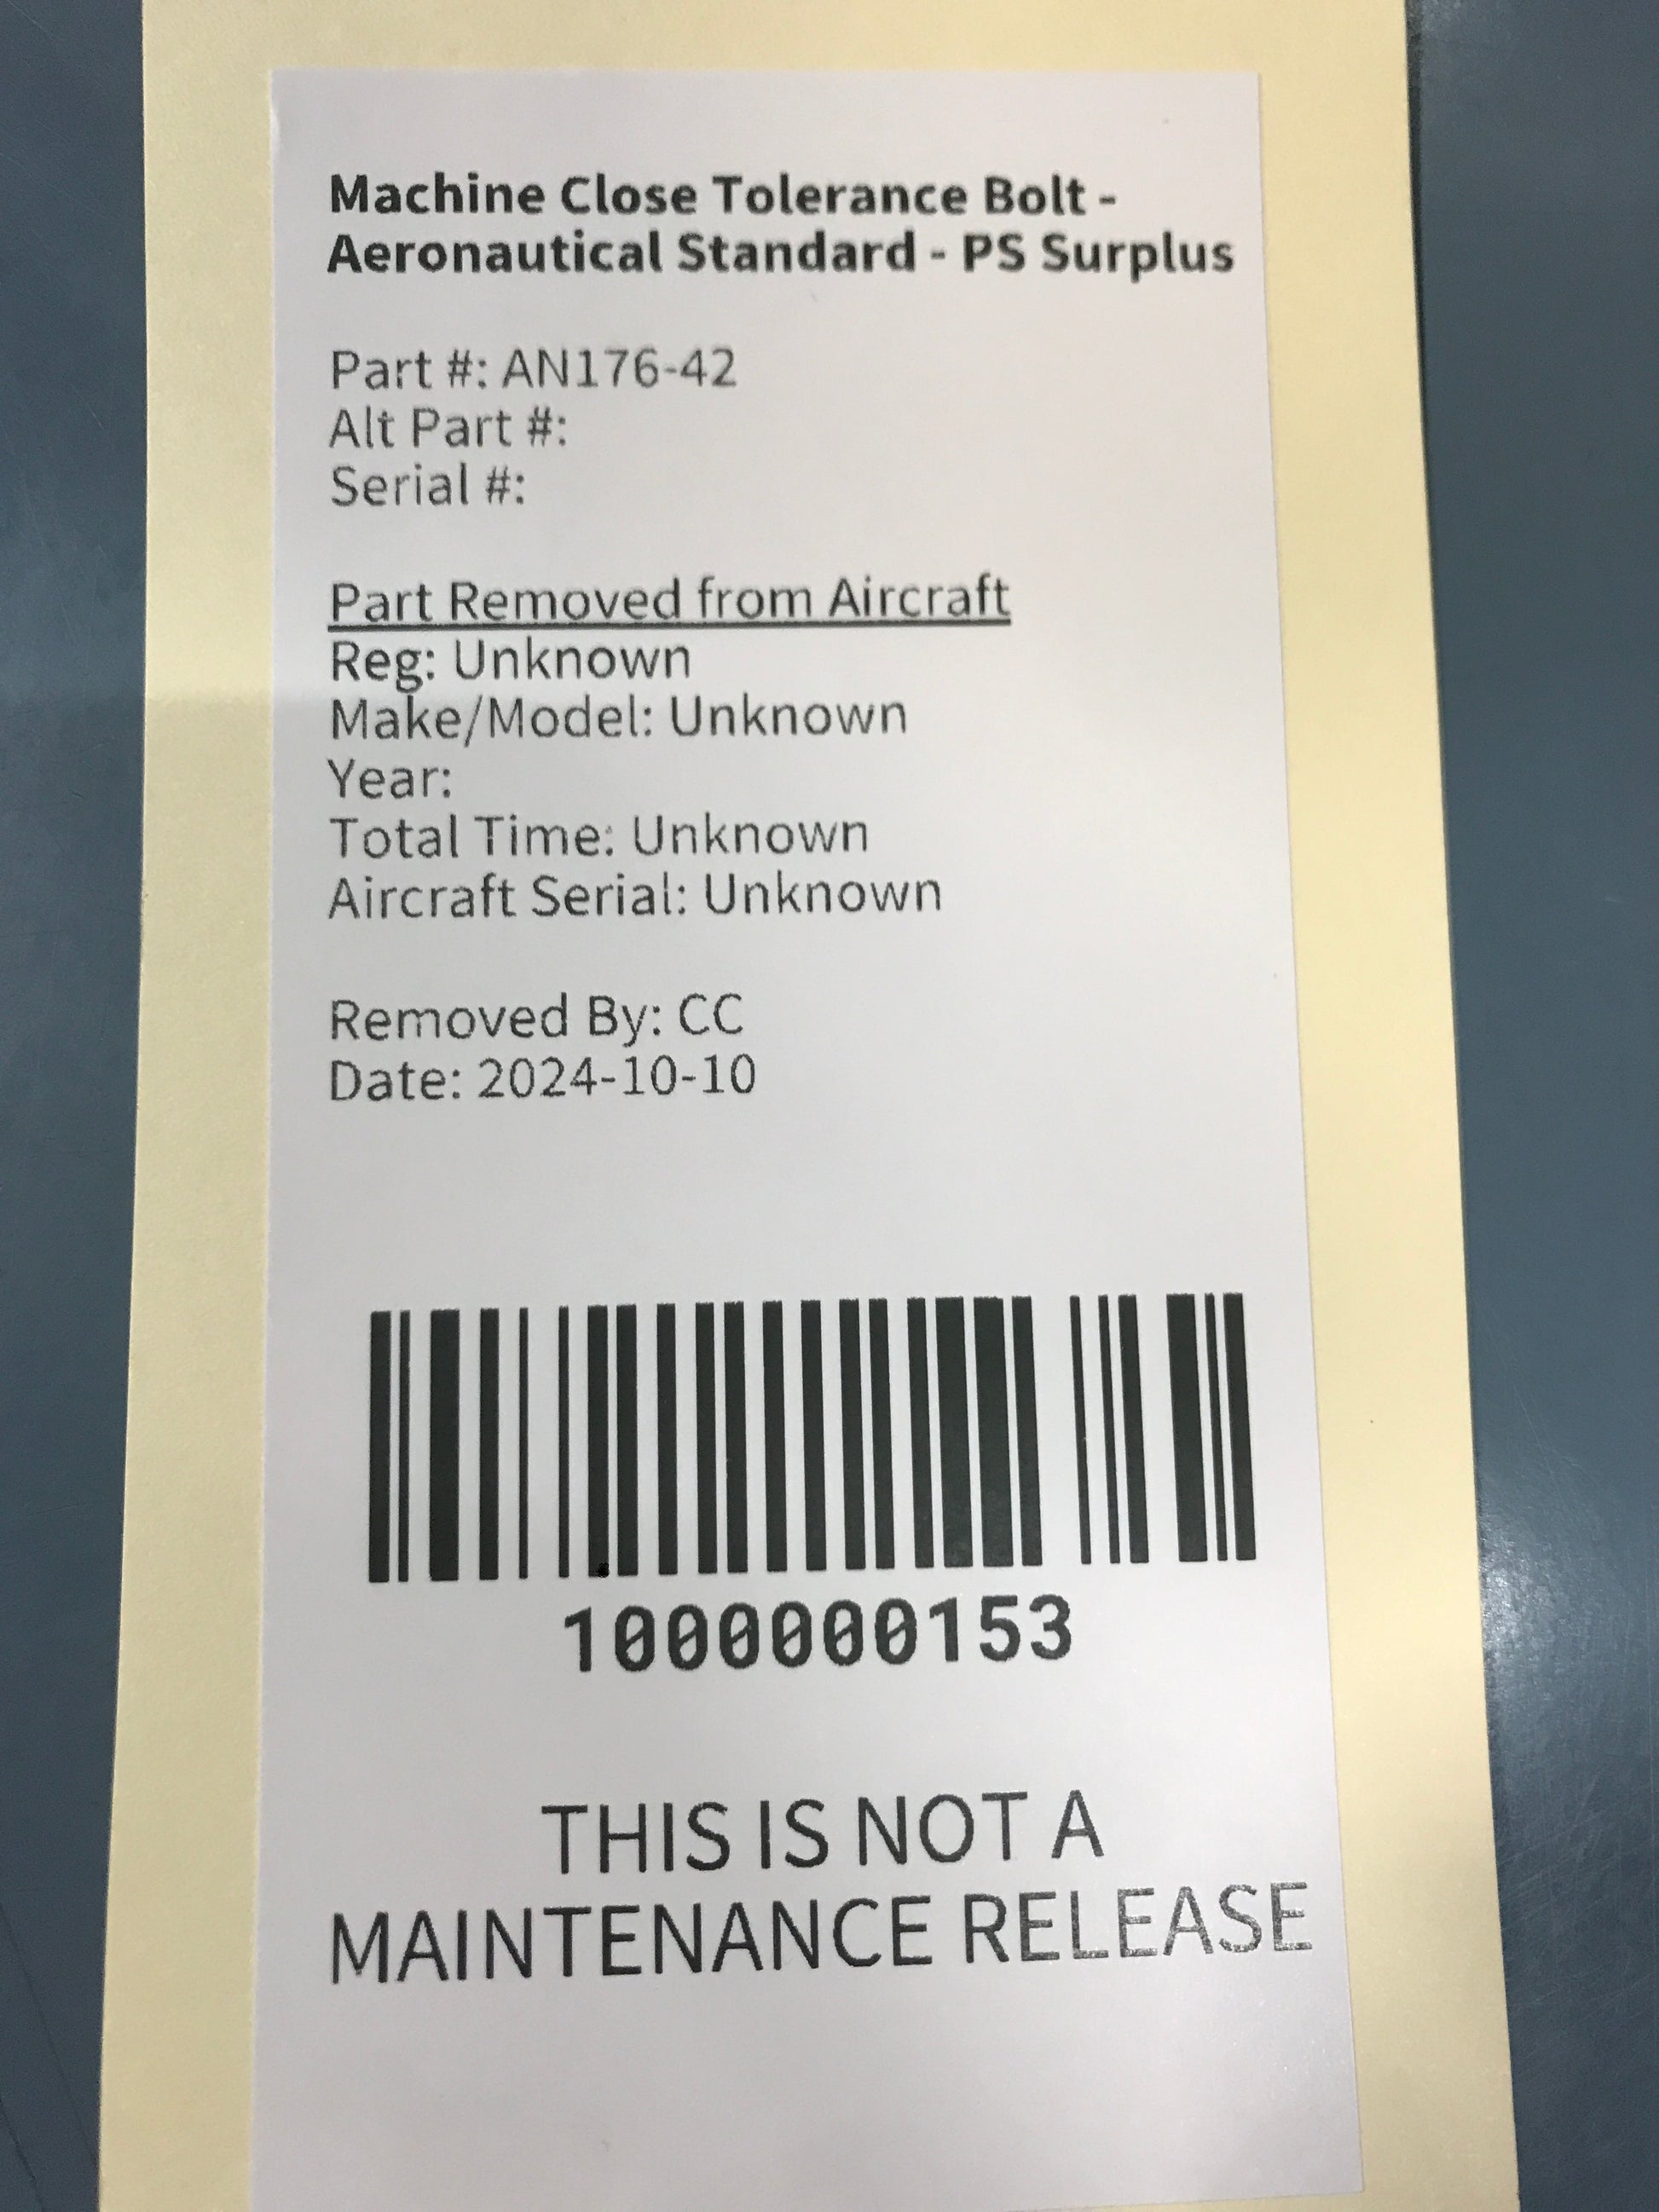 Machine Close Tolerance Bolt -
Aeronautical Standard - PS Surplus
Part #: AN176-42
Alt Part #:
Serial #:
Part Removed from Aircraft
Reg: Unknown
Make/Model: Unknown
Year:
Total Time: Unknown
Aircraft Serial: Unknown
Removed By: CC
Date: 2024-10-10
1000000153
THIS IS NOT A
MAINTENANCE RELEASE